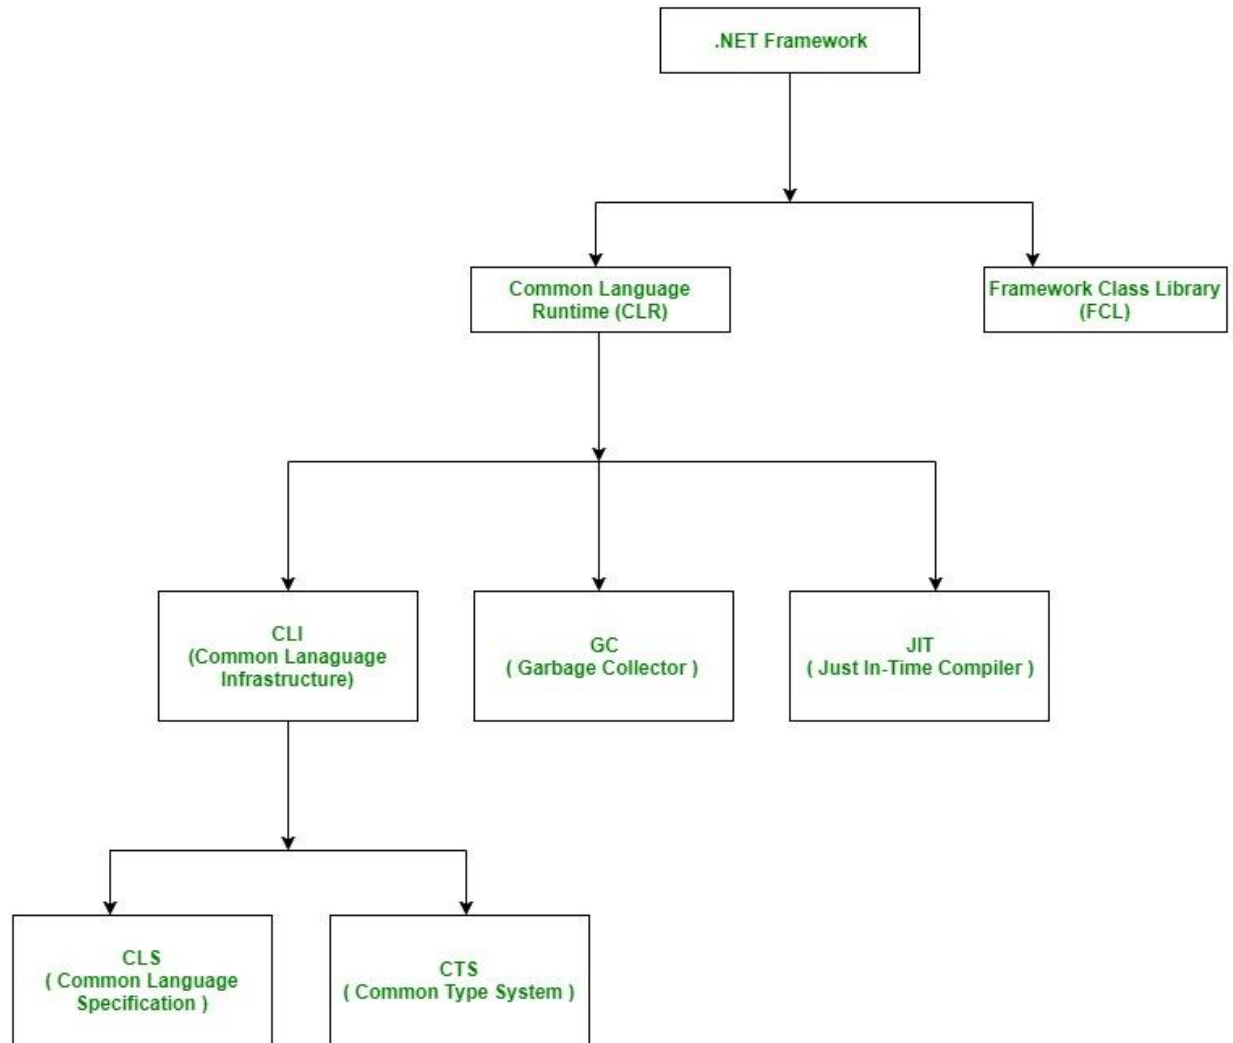 .NET Framework
Common Language
Runtime (CLR)
Framework Class Library
(FCL)
CLI
(Common Lanaguage
Infrastructure)
GC
( Garbage Collector )
JIT
( Just In-Time Compiler )
CLS
( Common Language
Specification )
CTS
( Common Type System )